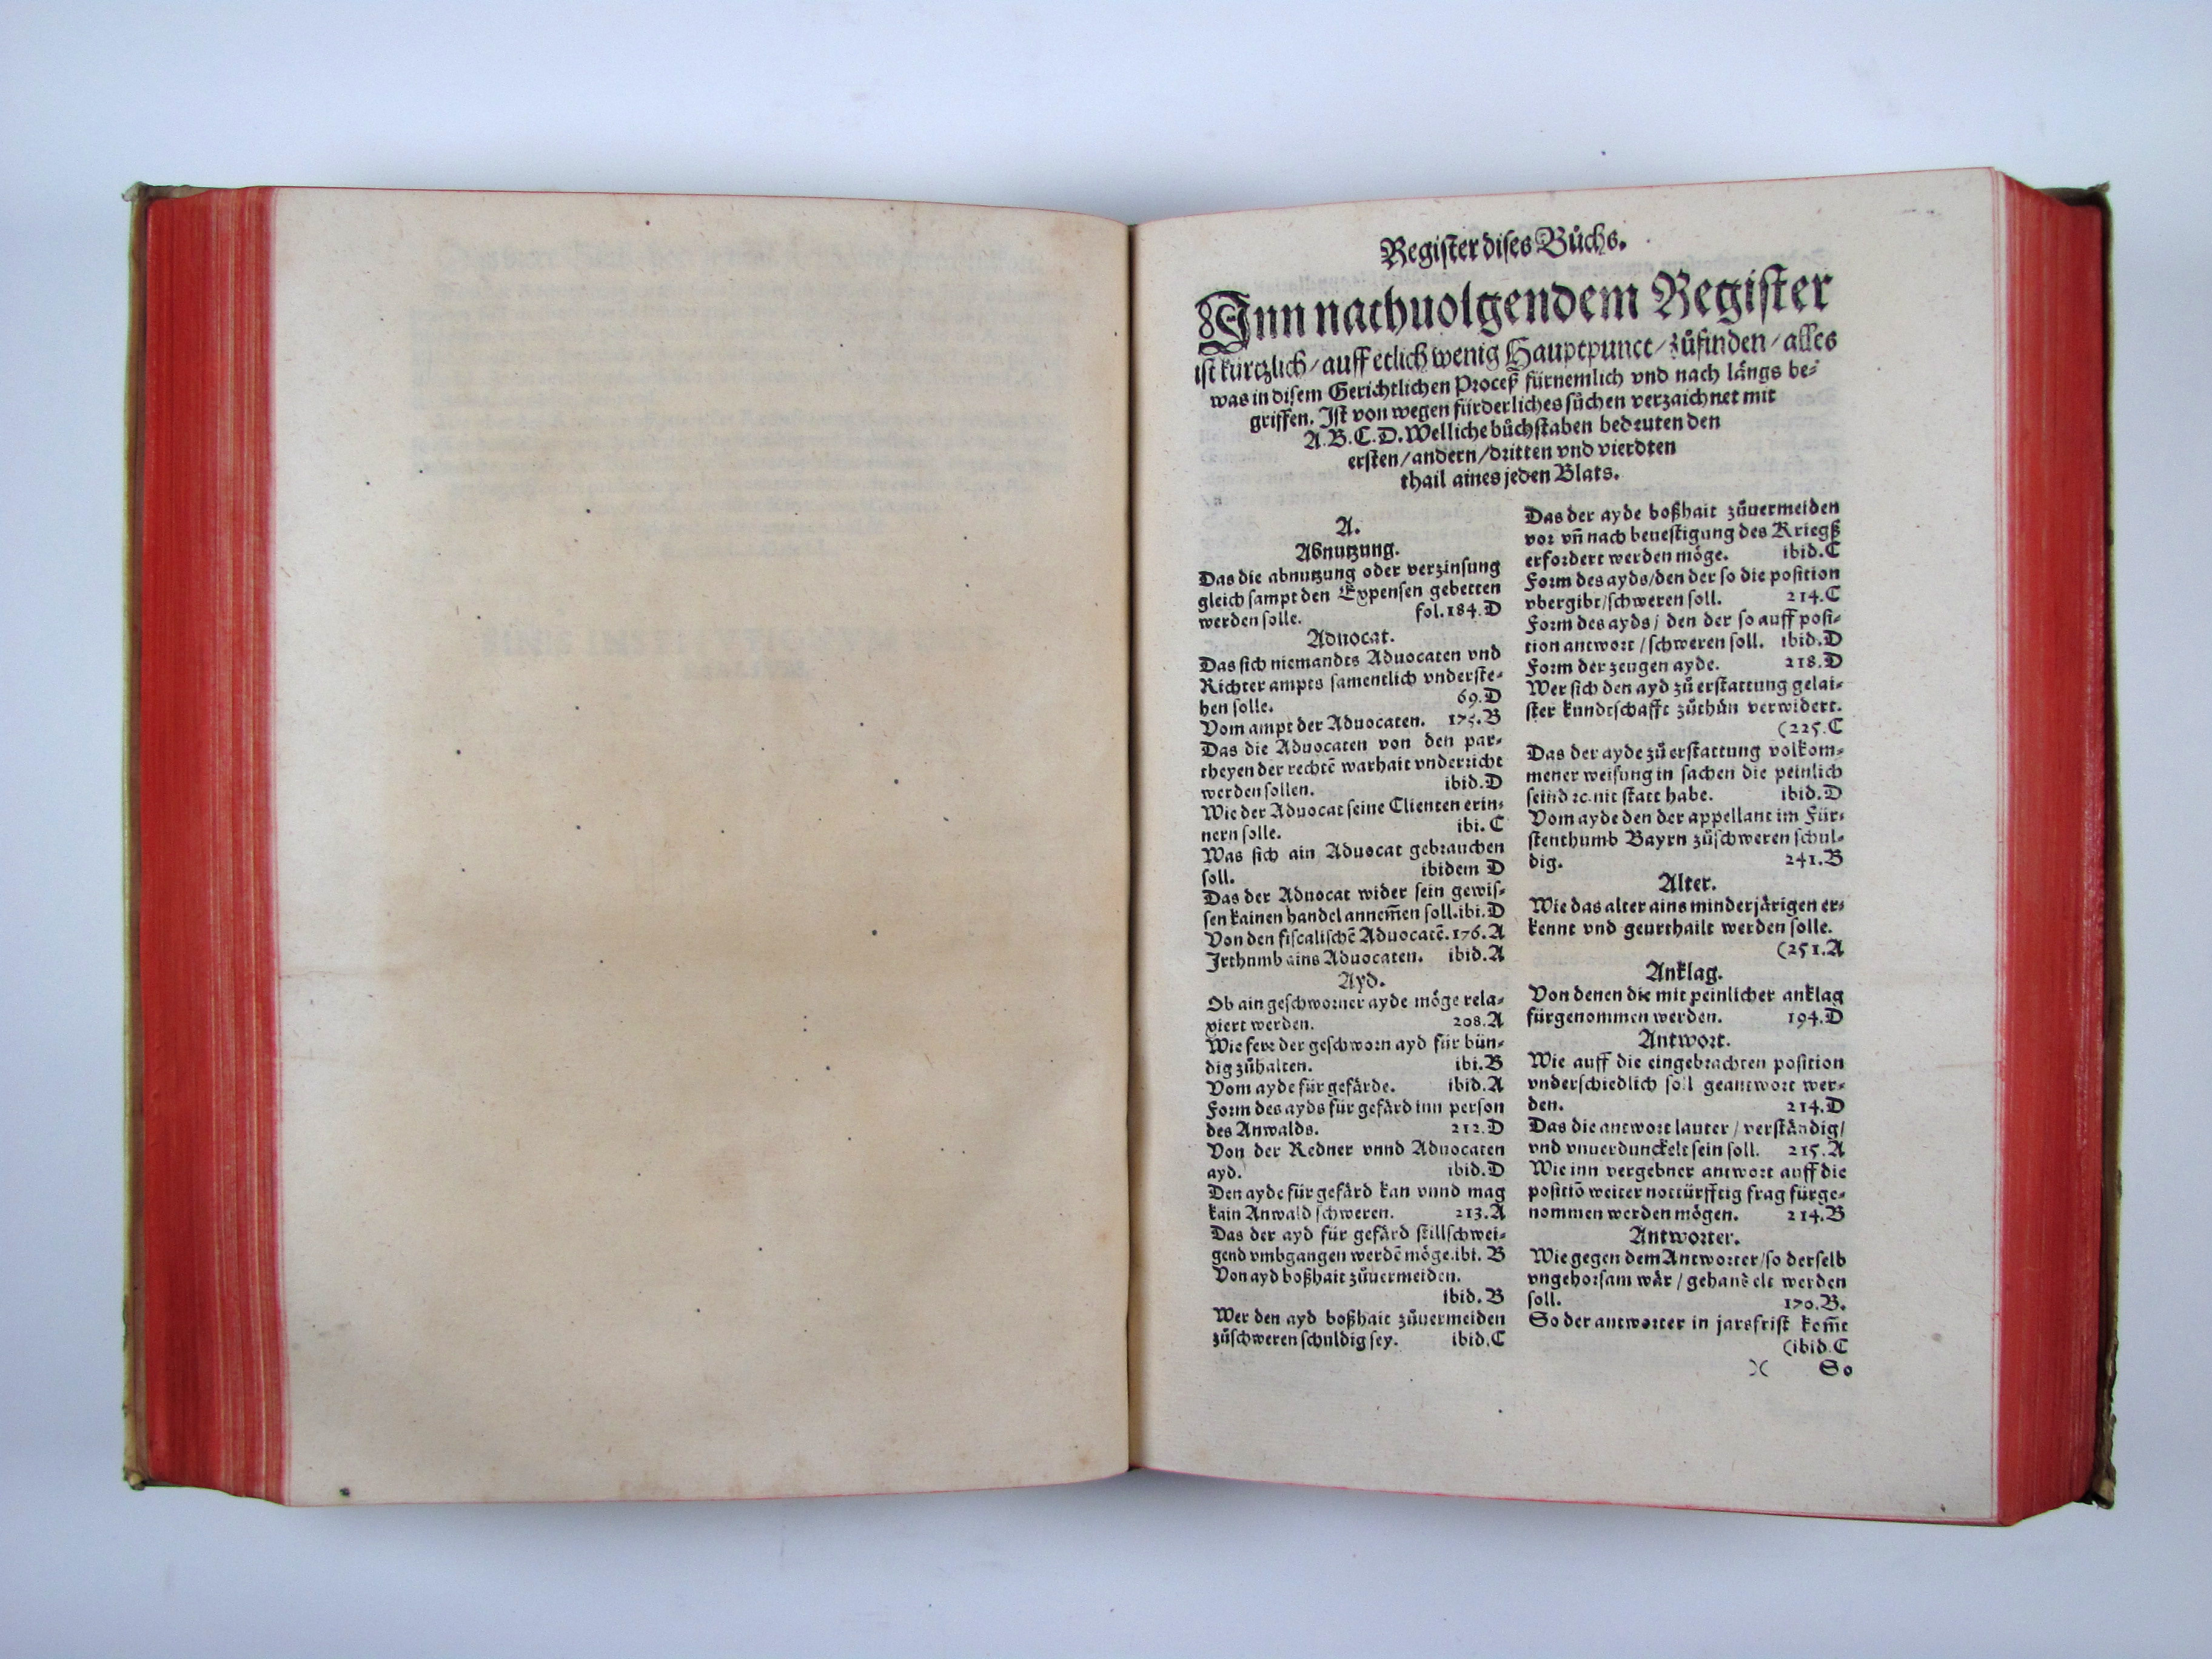 Register dises Bůchs.
Inn nachuolgendem Register
ist kürtzlich / auff etlich wenig Hauptpunct / zůfinden / alles
was in disem Gerichtlichen Proceß fürnemlich vnd nach längs be⸗
griffen. Ist von wegen fürderliches sůchen verzaichnet mit
A. B. C. D. Welliche bůchstaben bedeuten den
ersten / andern / dritten vnd vierdten
thail aines jeden Blats.
A.
Abnutzung.
Das die abnutzung oder verzinsung
gleich sampt den Expensen gebetten
werden solle. fol. 184. D
Aduocat.
Das sich niemandts Aduocaten vnd
Richter ampts samentlich vnderste⸗
hen solle. 69. D
Vom ampt der Aduocaten. 175. B
Das die Aduocaten von den par⸗
theyen der rechtē warhait vnderricht
werden sollen. ibid. D
Wie der Aduocat seine Clienten erin⸗
nern solle. ibi. C
Was sich ain Aduocat gebrauchen
soll. ibidem D
Das der Aduocat wider sein gewis⸗
sen kainen handel annem̄en soll. ibi. D
Von den fiscalischē Aduocatē. 176. A
Irthumb ains Aduocaten. ibid. A
Ayd.
Ob ain geschworner ayde möge rela⸗
xiert werden. 208. A
Wie ferr der geschworn ayd für bün⸗
dig zůhalten. ibi. B
Vom ayde für gefärde. ibid. A
Form des ayds für gefärd inn person
des Anwalds. 212. D
Von der Redner vnnd Aduocaten
ayd. ibid. D
Den ayde für gefärd kan vnnd mag
kain Anwald schweren. 213. A
Das der ayd für gefärd stillschwei⸗
gend vmbgangen werdē möge. ibi. B
Von ayd boßhait zůuermeiden.
ibid. B
Wer den ayd boßhait zůuermeiden
zůschweren schuldig sey. ibid. C
Das der ayde boßhait zůuermeiden
vor vn̄ nach beuestigung des Kriegß
erfordert werden möge. ibid. C
Form des ayds / den der so die position
vbergibt / schweren soll. 214. C
Form des ayds / den der so auff posi⸗
tion antwort / schweren soll. ibid. D
Form der zeugen ayde. 218. D
Wer sich den ayd zů erstattung gelai⸗
ster kundtschafft zůthůn verwidert.
(225. C
Das der ayde zů erstattung volkom⸗
mener weisung in sachen die peinlich
seind ꝛc. nit statt habe. ibid. D
Vom ayde den der appellant im Für⸗
stenthumb Bayrn zůschweren schul⸗
dig. 241. B
Alter.
Wie das alter ains minderjärigen er⸗
kennt vnd geurthailt werden solle.
(251. A
Anklag.
Von denen die mit peinlicher anklag
fürgenommen werden. 194. D
Antwort.
Wie auff die eingebrachten position
vnderschiedlich soll geantwort wer⸗
den. 214. D
Das die antwort lauter / verständig /
vnd vnuerdunckelt sein soll. 215. A
Wie inn vergebner antwort auff die
positiō weiter nottürfftig frag fürge⸗
nommen werden mögen. 214. B
Antworter.
Wie gegen dem Antworter / so derselb
vngehorsam wär / gehandelt werden
soll. 170. B.
So der antworter in jarsfrist kom̄t
(ibid. C
)( So